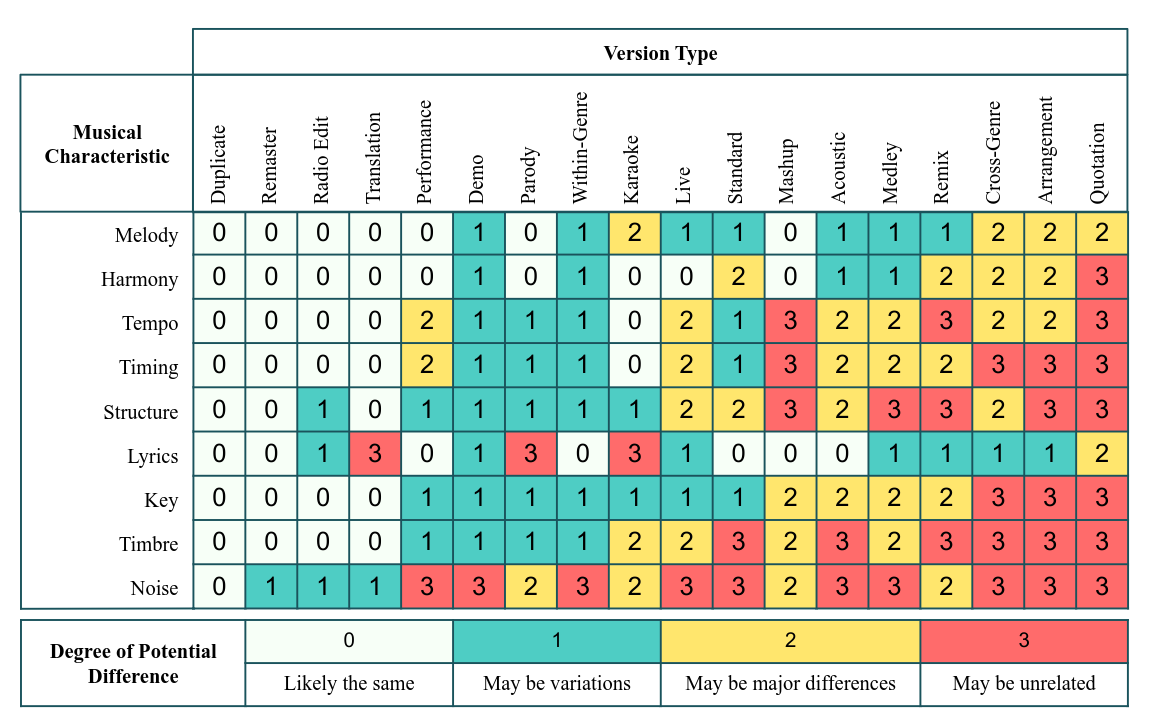 Version Type
Musical
Characteristic
Duplicate
Remaster
Radio Edit
Translation
Performance
Demo
Parody
Within-Genre
Karaoke
Live
Standard
Mashup
Acoustic
Medley
Remix
Cross-Genre
Arrangement
Quotation
Melody 0 0 0 0 0 1 0 1 2 1 1 0 1 1 1 2 2 2
Harmony 0 0 0 0 0 1 0 1 0 0 2 0 1 1 2 2 2 3
Tempo 0 0 0 0 2 1 1 1 0 2 1 3 2 2 3 2 2 3
Timing 0 0 0 0 2 1 1 1 0 2 1 3 2 2 2 3 3 3
Structure 0 0 1 0 1 1 1 1 1 2 2 3 2 3 3 2 3 3
Lyrics 0 0 1 3 0 1 3 0 3 1 0 0 0 1 1 1 1 2
Key 0 0 0 0 1 1 1 1 1 1 1 2 2 2 2 3 3 3
Timbre 0 0 0 0 1 1 1 1 2 2 3 2 3 2 3 3 3 3
Noise 0 1 1 1 3 3 2 3 2 3 3 2 3 3 2 3 3 3
Degree of Potential
Difference
0 1 2 3
Likely the same May be variations May be major differences May be unrelated